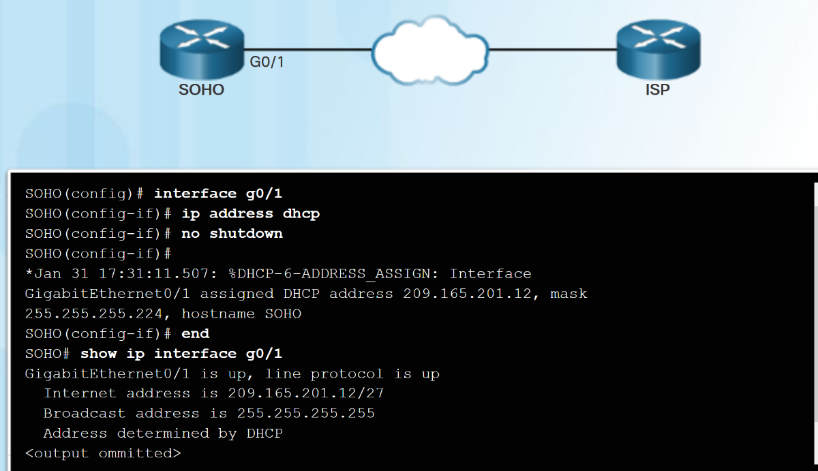 G0/1
SOHO
ISP
SOHO(config)# interface g0/1
SOHO(config-if)# ip address dhcp
SOHO(config-if)# no shutdown
SOHO(config-if)#
*Jan 31 17:31:11.507: %DHCP-6-ADDRESS_ASSIGN: Interface
GigabitEthernet0/1 assigned DHCP address 209.165.201.12, mask
255.255.255.224, hostname SOHO
SOHO(config-if)# end
SOHO# show ip interface g0/1
GigabitEthernet0/1 is up, line protocol is up
Internet address is 209.165.201.12/27
Broadcast address is 255.255.255.255
Address determined by DHCP
<output ommitted>